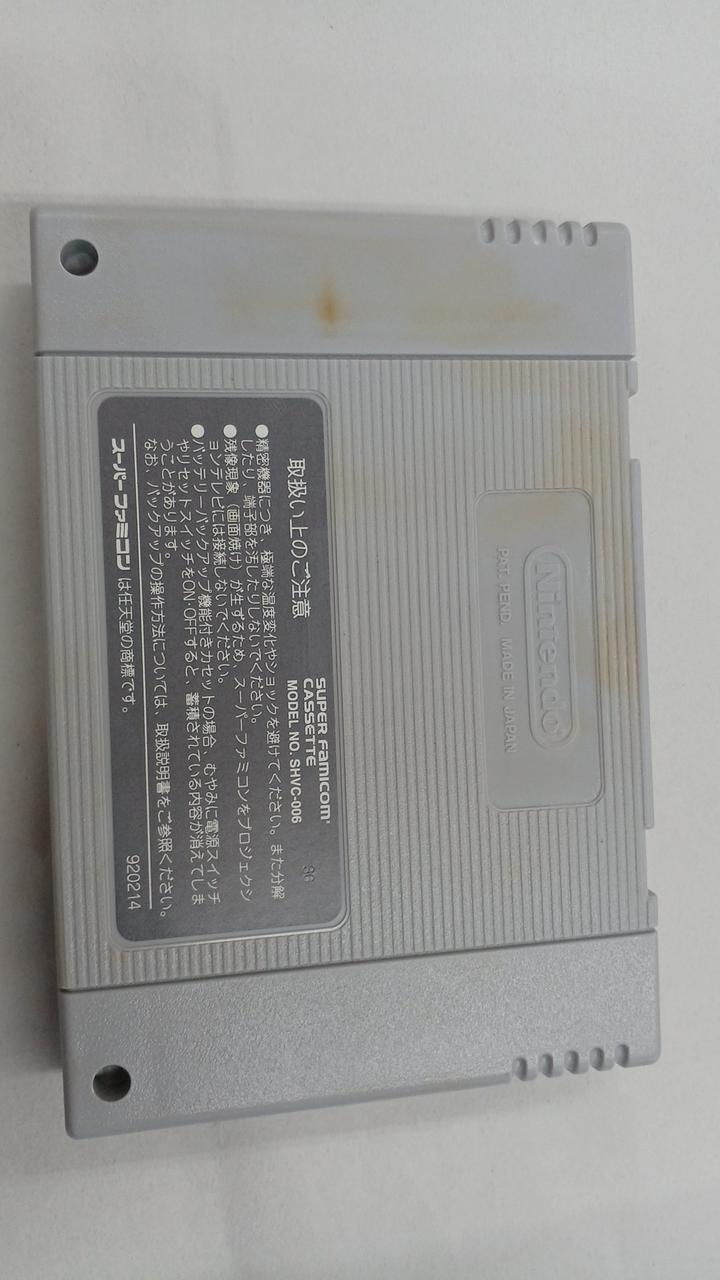 Nintendo®
PAT. PEND. MADE IN JAPAN
SUPER FAMICOM
CASSETTE
MODEL NO. SHVC-006
取扱い上のご注意
●精密機器につき、極端な温度変化やショックを避けてください。また分解
したり、端子部を汚したりしないでください。
●残像現象(画面焼け)が生ずるため、スーパーファミコンをプロジェクシ
ョンテレビには接続しないでください。
●バッテリーバックアップ機能付きカセットの場合、むやみに電源スイッチ
やリセットスイッチをON・OFFすると、蓄積されている内容が消えてしま
うことがあります。
なお、バックアップの操作方法については、取扱説明書をご参照ください。
スーパーファミコン は任天堂の商標です。
920214